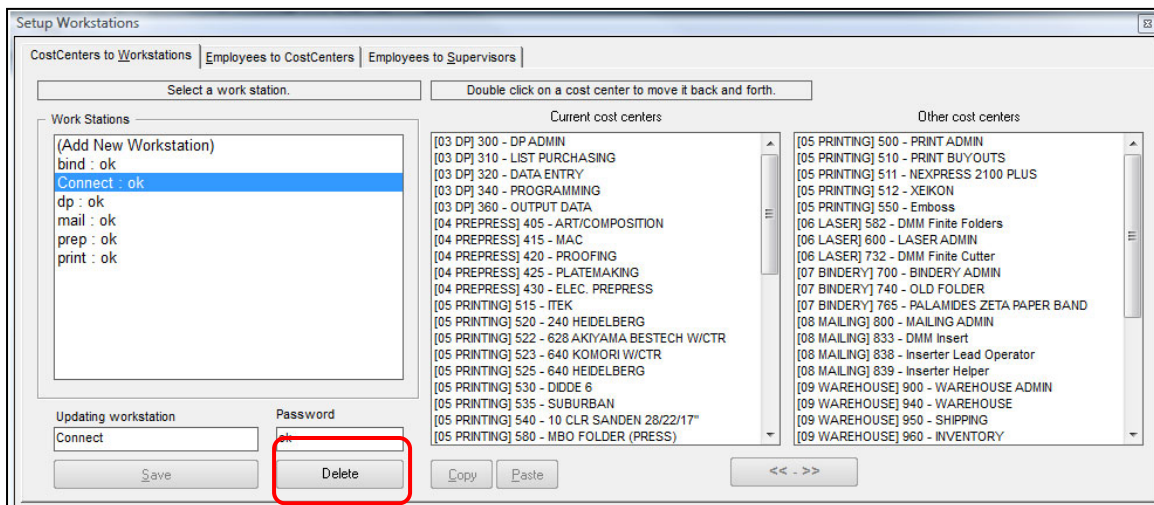 Setup Workstations
CostCenters to Workstations
Employees to CostCenters
Employees to Supervisors
Select a work station.
Double click on a cost center to move it back and forth.
Work Stations
(Add New Workstation)
bind : ok
Connect : ok
dp : ok
mail : ok
prep : ok
print : ok
Updating workstation
Connect
Password
ok
Save
Delete
Current cost centers
[03 DP] 300 - DP ADMIN
[03 DP] 310 - LIST PURCHASING
[03 DP] 320 - DATA ENTRY
[03 DP] 340 - PROGRAMMING
[03 DP] 360 - OUTPUT DATA
[04 PREPRESS] 405 - ART/COMPOSITION
[04 PREPRESS] 415 - MAC
[04 PREPRESS] 420 - PROOFING
[04 PREPRESS] 425 - PLATEMAKING
[04 PREPRESS] 430 - ELEC. PREPRESS
[05 PRINTING] 515 - ITEK
[05 PRINTING] 520 - 240 HEIDELBERG
[05 PRINTING] 522 - 628 AKIYAMA BESTECH W/CTR
[05 PRINTING] 523 - 640 KOMORI W/CTR
[05 PRINTING] 525 - 640 HEIDELBERG
[05 PRINTING] 530 - DIDDE 6
[05 PRINTING] 535 - SUBURBAN
[05 PRINTING] 540 - 10 CLR SANDEN 28/22/17"
[05 PRINTING] 580 - MBO FOLDER (PRESS)
Copy
Paste
Other cost centers
[05 PRINTING] 500 - PRINT ADMIN
[05 PRINTING] 510 - PRINT BUYOUTS
[05 PRINTING] 511 - NEXPRESS 2100 PLUS
[05 PRINTING] 512 - XEIKON
[05 PRINTING] 550 - Emboss
[06 LASER] 582 - DMM Finite Folders
[06 LASER] 600 - LASER ADMIN
[06 LASER] 732 - DMM Finite Cutter
[07 BINDERY] 700 - BINDERY ADMIN
[07 BINDERY] 740 - OLD FOLDER
[07 BINDERY] 765 - PALAMIDES ZETA PAPER BAND
[08 MAILING] 800 - MAILING ADMIN
[08 MAILING] 833 - DMM Insert
[08 MAILING] 838 - Inserter Lead Operator
[08 MAILING] 839 - Inserter Helper
[09 WAREHOUSE] 900 - WAREHOUSE ADMIN
[09 WAREHOUSE] 940 - WAREHOUSE
[09 WAREHOUSE] 950 - SHIPPING
[09 WAREHOUSE] 960 - INVENTORY
<< - >>